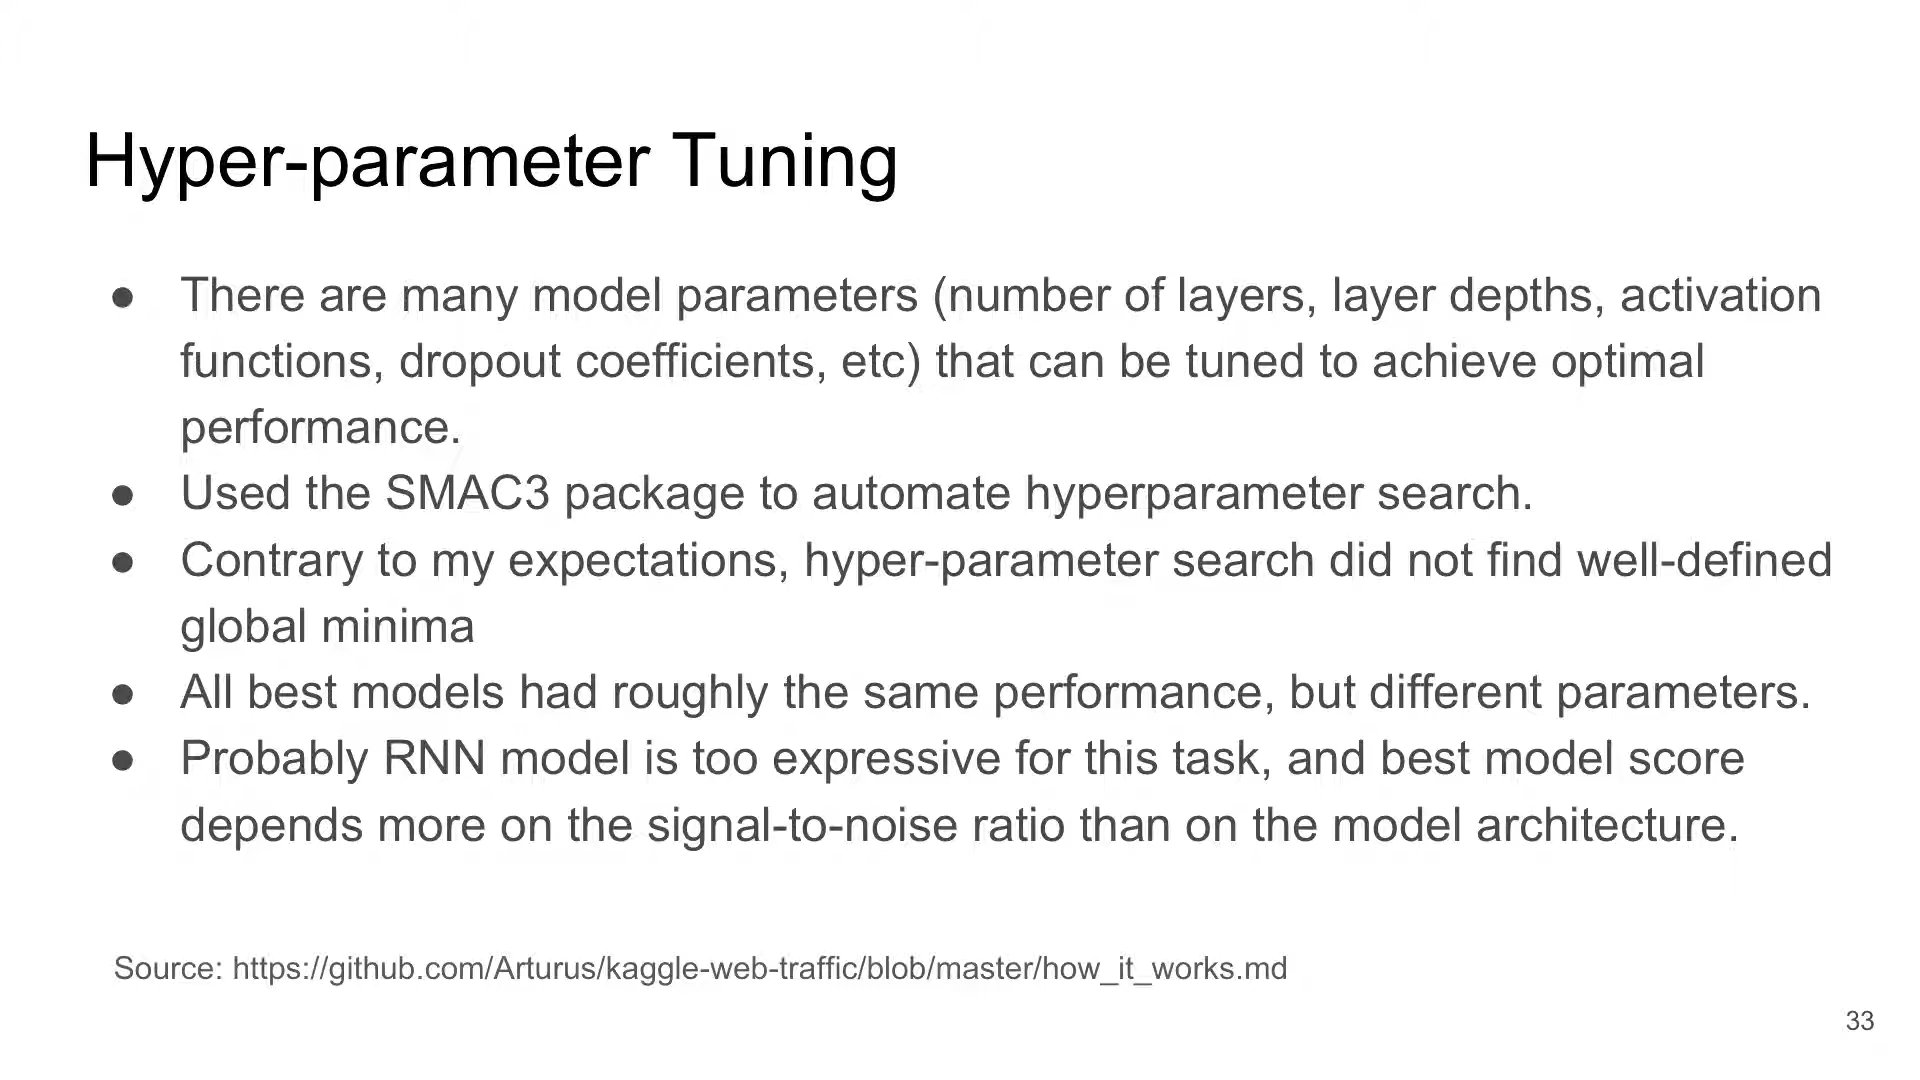 Hyper-parameter Tuning
● There are many model parameters (number of layers, layer depths, activation
functions, dropout coefficients, etc) that can be tuned to achieve optimal
performance.
● Used the SMAC3 package to automate hyperparameter search.
● Contrary to my expectations, hyper-parameter search did not find well-defined
global minima
● All best models had roughly the same performance, but different parameters.
● Probably RNN model is too expressive for this task, and best model score
depends more on the signal-to-noise ratio than on the model architecture.
Source: https://github.com/Arturus/kaggle-web-traffic/blob/master/how_it_works.md
33